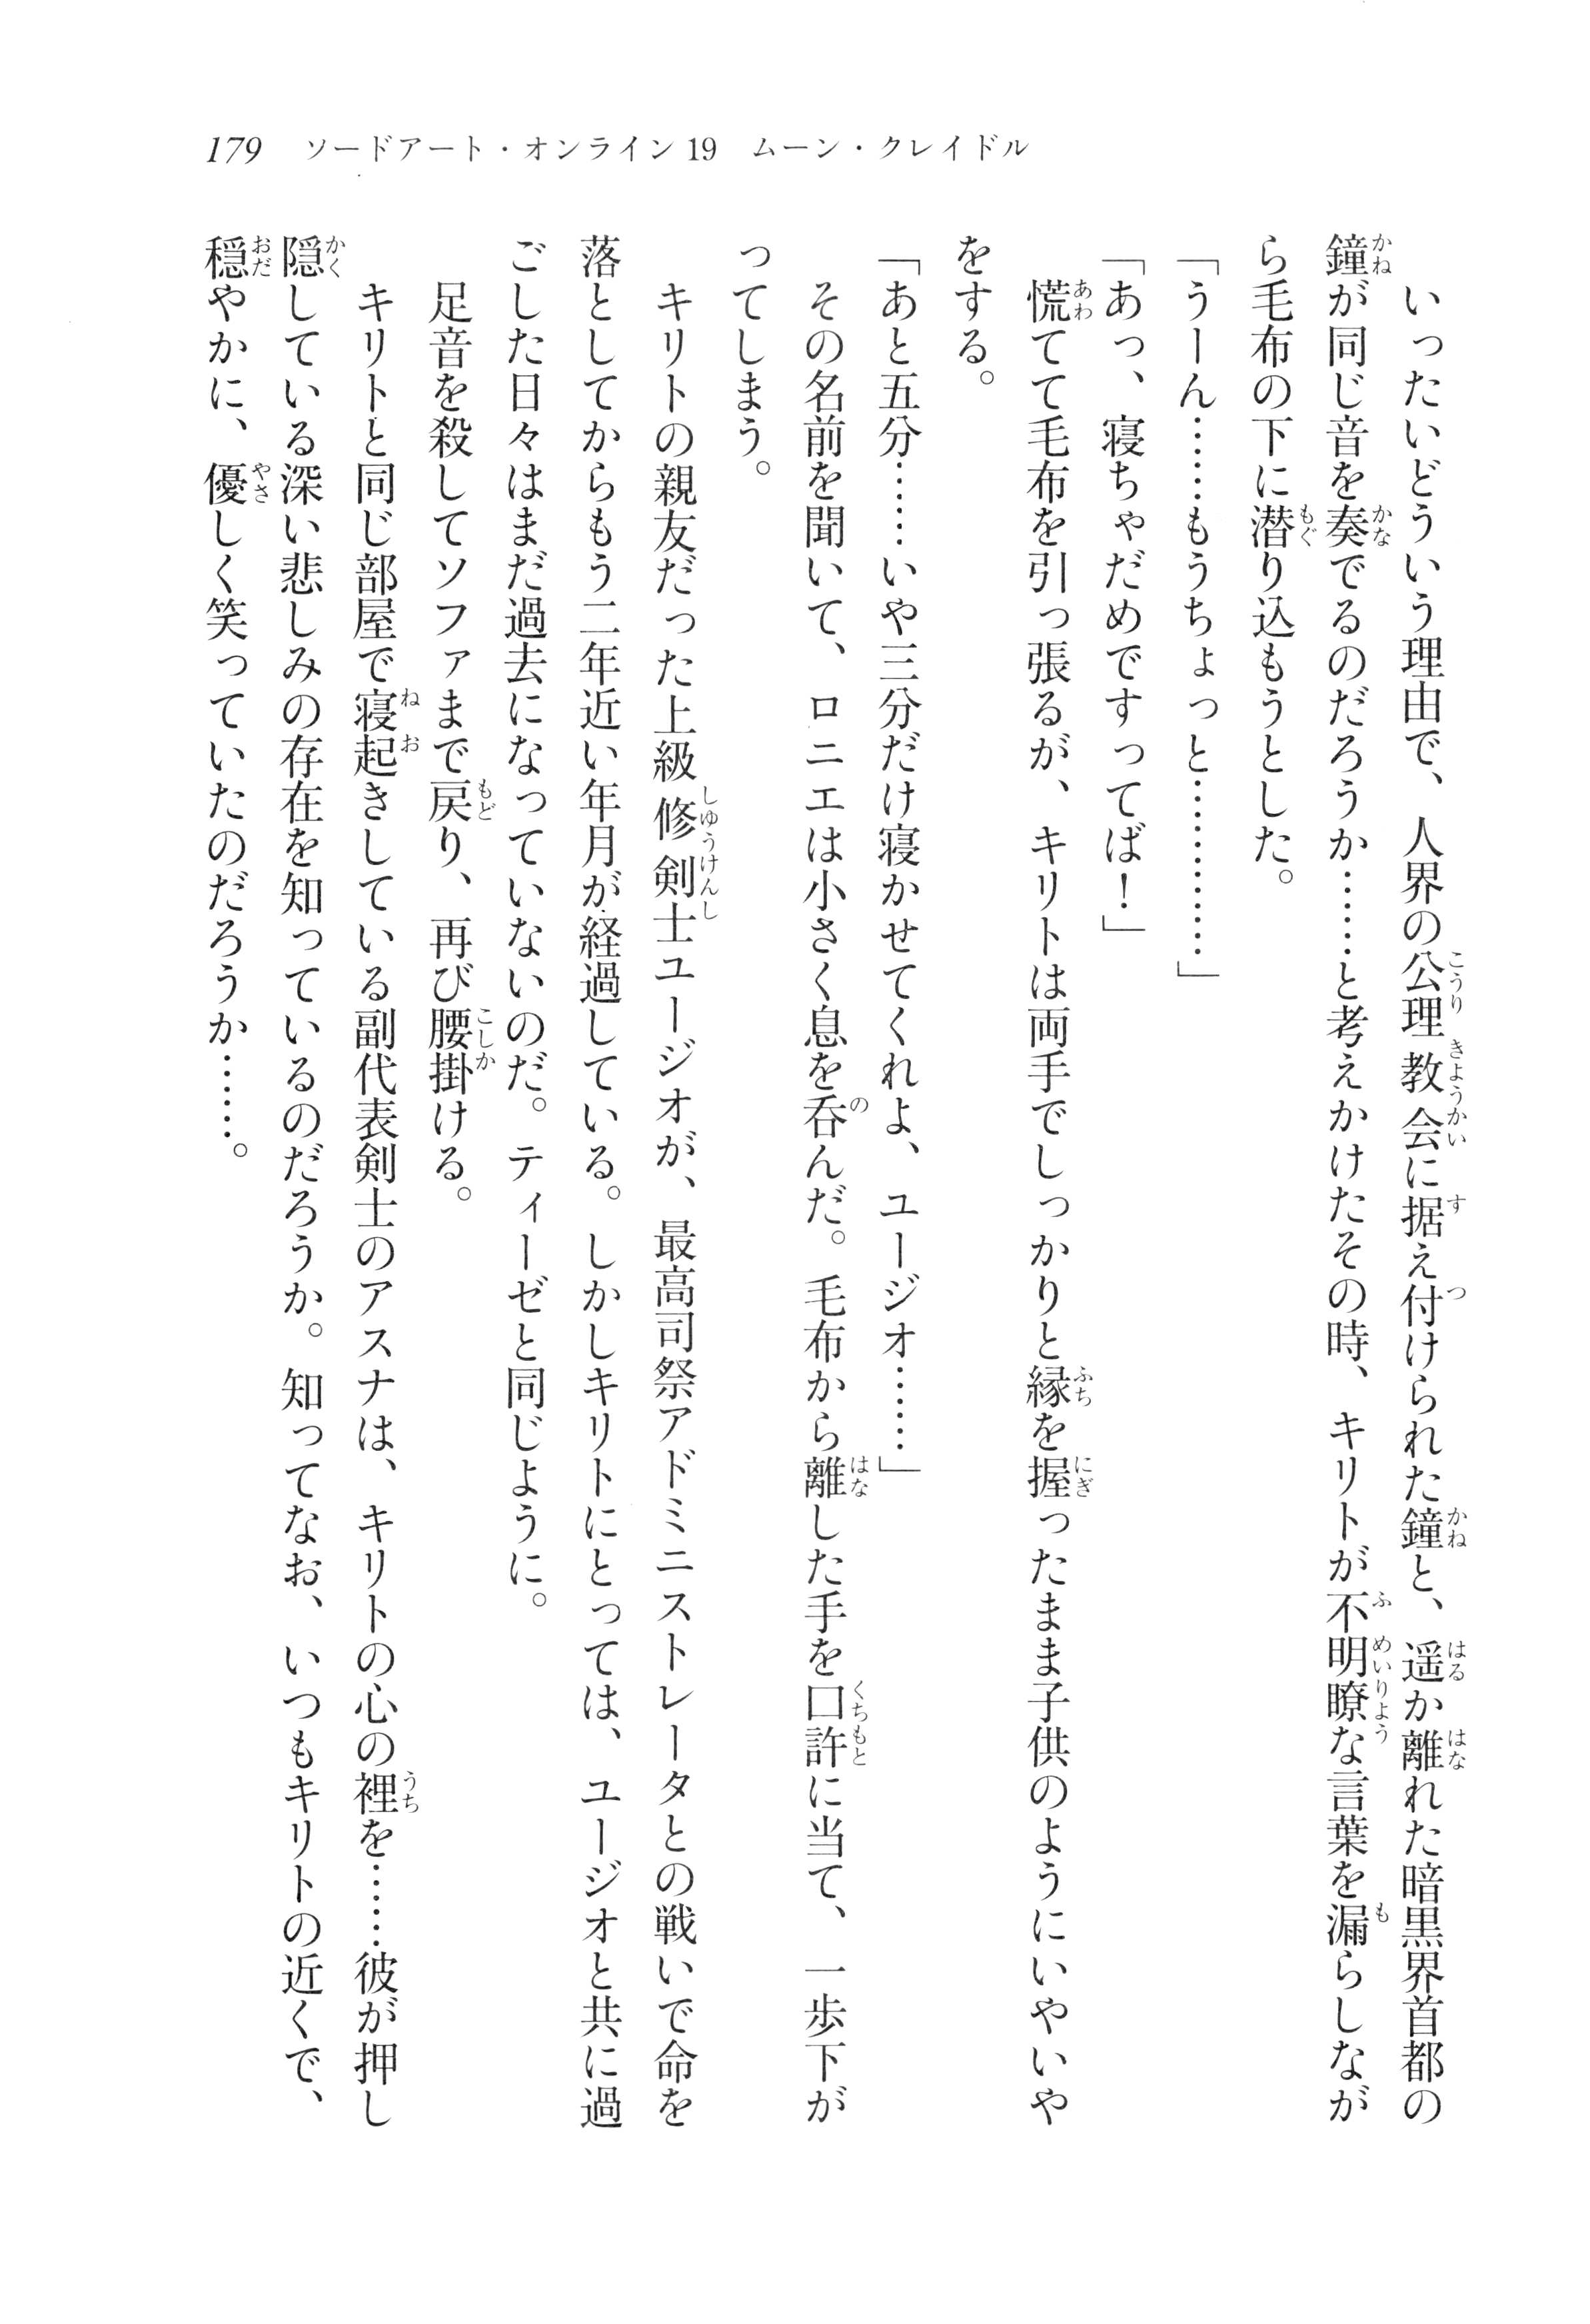 179 ソードアート・オンライン19 ムーン・クレイドル
いったいどういう理由で、人界の公理教会に据え付けられた鐘と、遥か離れた暗黒界首都の
鐘が同じ音を奏でるのだろうか……と考えかけたその時、キリトが不明瞭な言葉を漏らしなが
ら毛布の下に潜り込もうとした。
「うーん……もうちょっと…………」
「あっ、寝ちゃだめですってば！」
慌てて毛布を引っ張るが、キリトは両手でしっかりと縁を握ったまま子供のようにいやいや
をする。
「あと五分……いや三分だけ寝かせてくれよ、ユージオ……」
その名前を聞いて、ロニエは小さく息を呑んだ。毛布から離した手を口許に当て、一歩下が
ってしまう。
キリトの親友だった上級修剣士ユージオが、最高司祭アドミニストレータとの戦いで命を
落としてからもう二年近い年月が経過している。しかしキリトにとっては、ユージオと共に過
ごした日々はまだ過去になっていないのだ。ティーゼと同じように。
足音を殺してソファまで戻り、再び腰掛ける。
キリトと同じ部屋で寝起きしている副代表剣士のアスナは、キリトの心の裡を……彼が押し
隠している深い悲しみの存在を知っているのだろうか。知ってなお、いつもキリトの近くで、
穏やかに、優しく笑っていたのだろうか……。